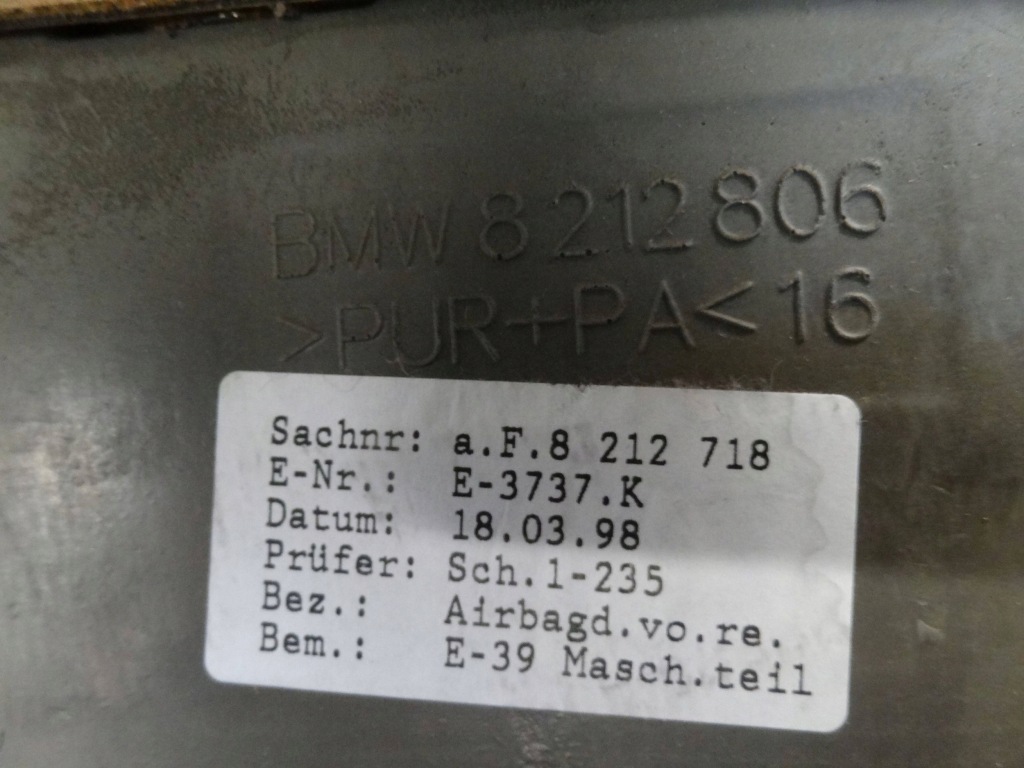 BMW 8 212 806
>PUR+PA<16
Sachnr: a.F.8 212 718
E-Nr.: E-3737.K
Datum: 18.03.98
Prüfer: Sch.1-235
Bez.: Airbagd.vo.re.
Bem.: E-39 Masch.teil